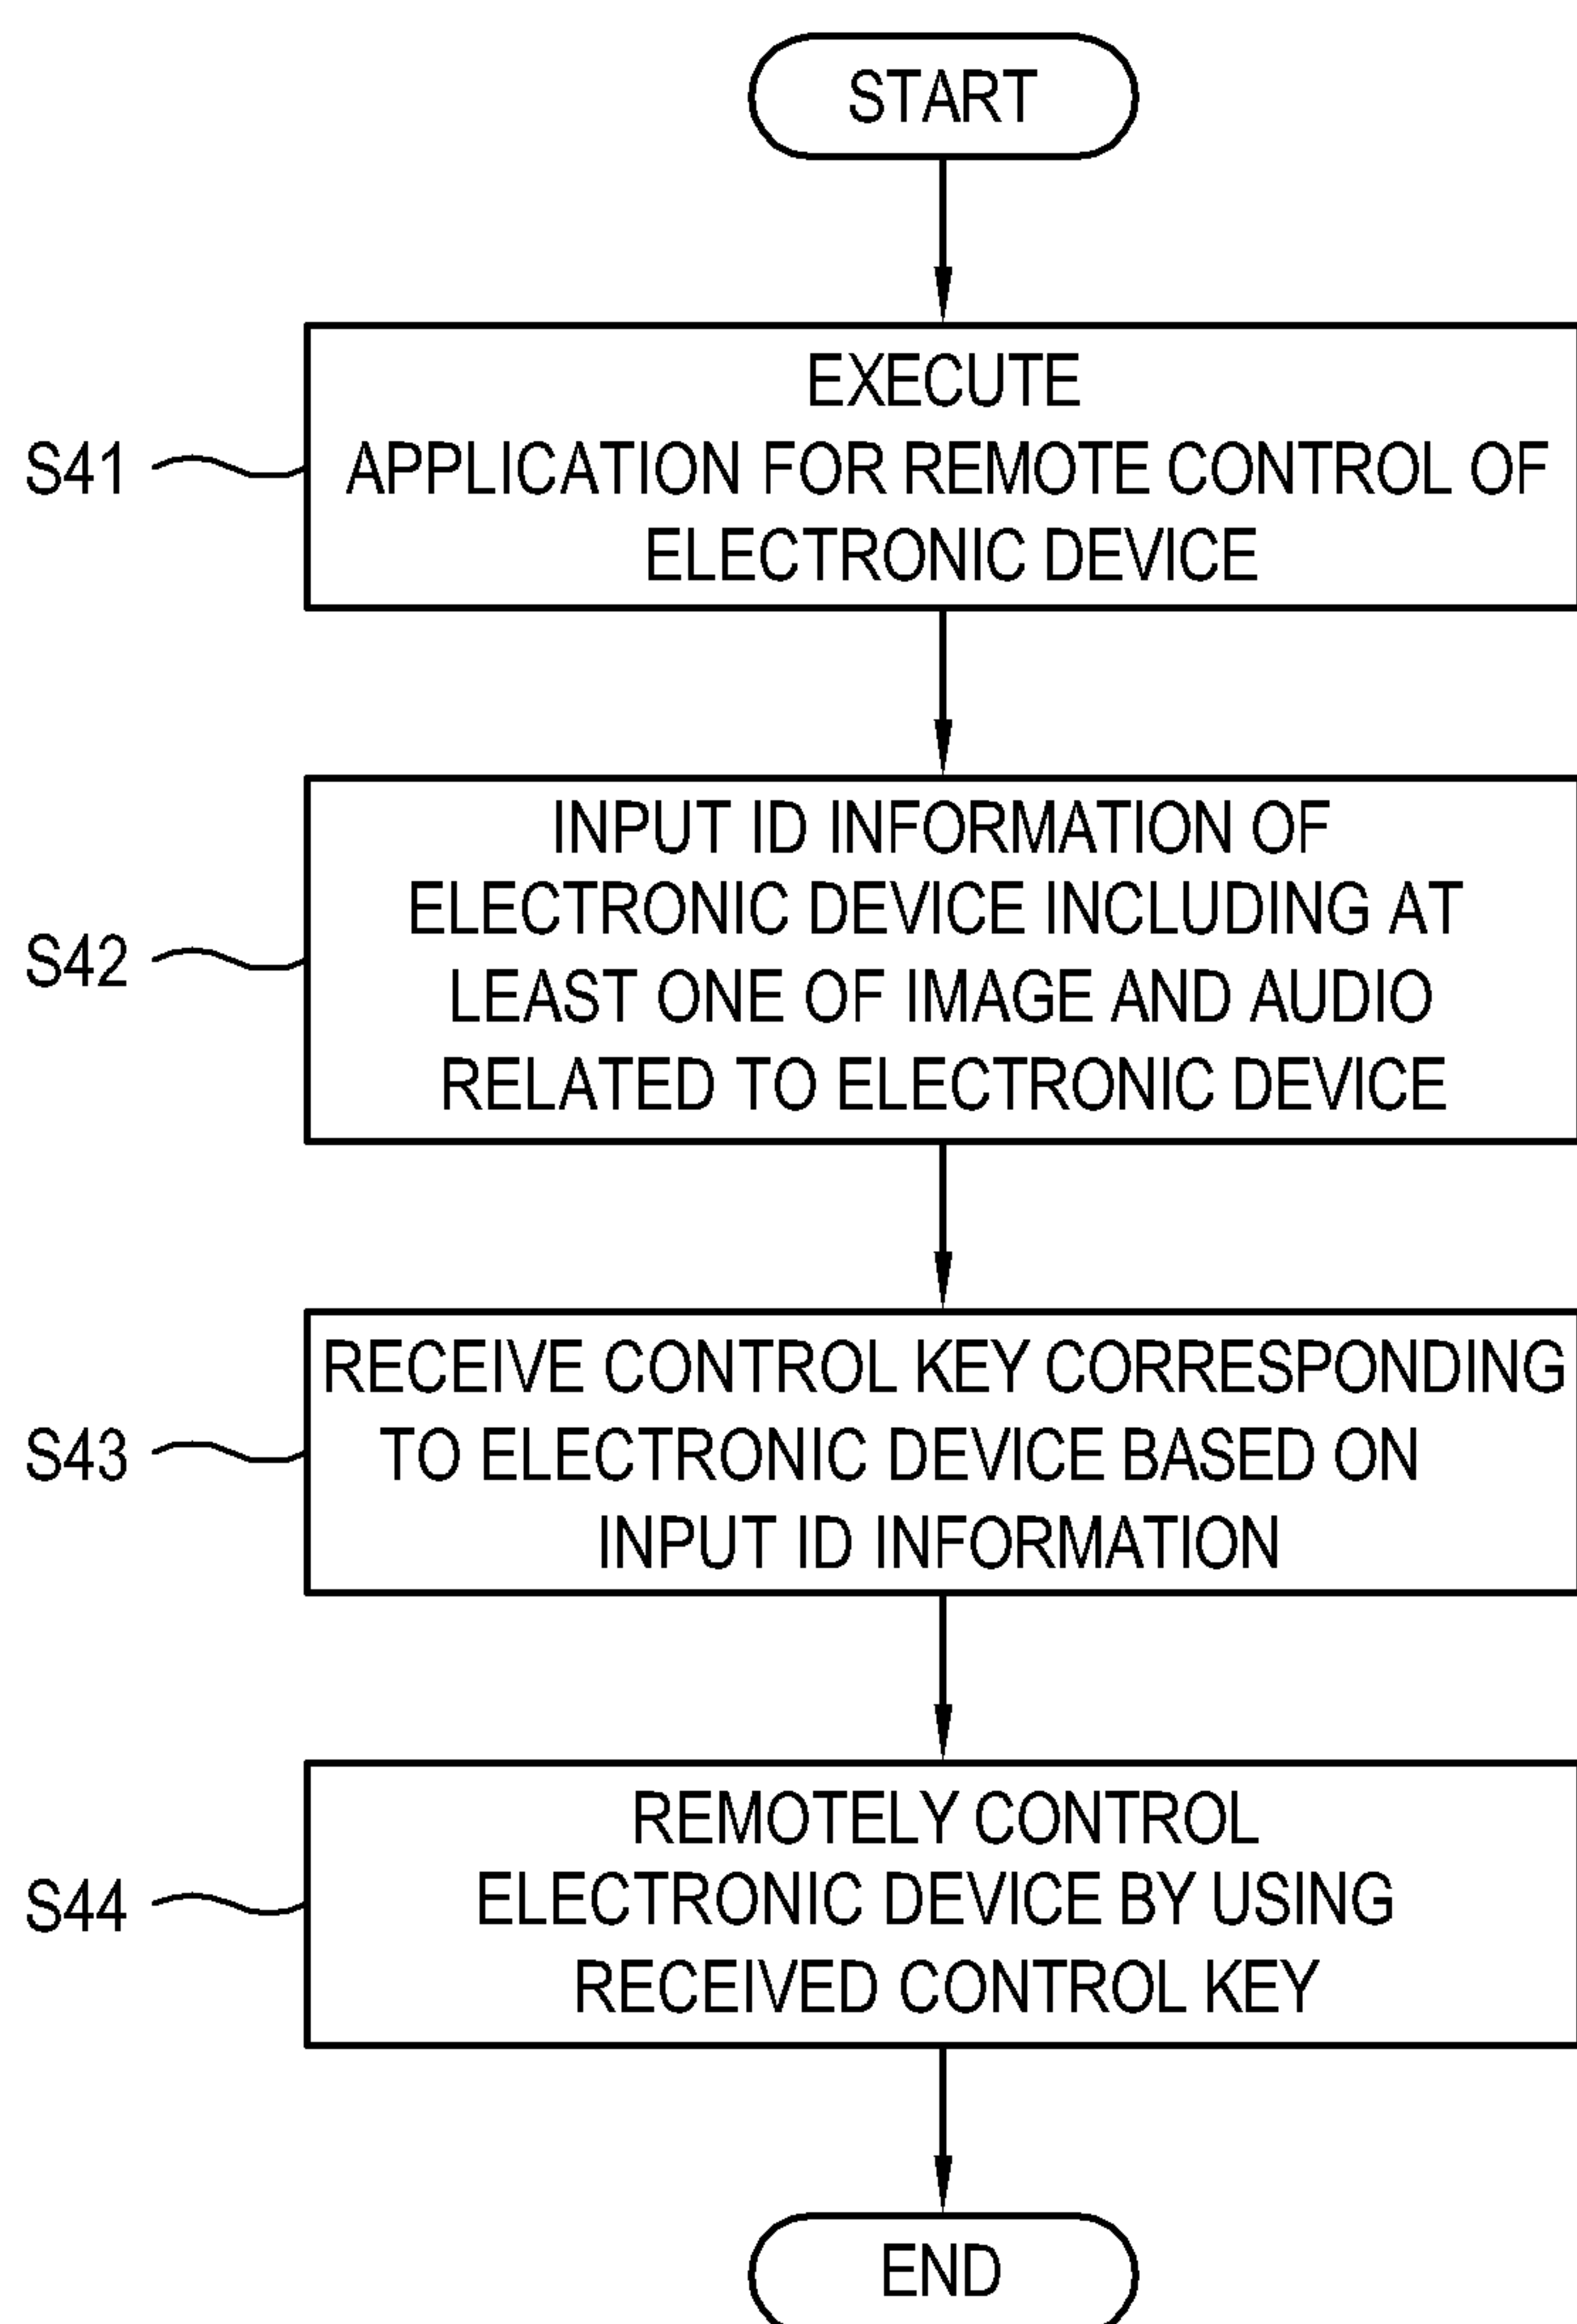 START
EXECUTE
APPLICATION FOR REMOTE CONTROL OF
ELECTRONIC DEVICE
S41
INPUT ID INFORMATION OF
ELECTRONIC DEVICE INCLUDING AT
LEAST ONE OF IMAGE AND AUDIO
RELATED TO ELECTRONIC DEVICE
S42
RECEIVE CONTROL KEY CORRESPONDING
TO ELECTRONIC DEVICE BASED ON
INPUT ID INFORMATION
S43
REMOTELY CONTROL
ELECTRONIC DEVICE BY USING
RECEIVED CONTROL KEY
S44
END